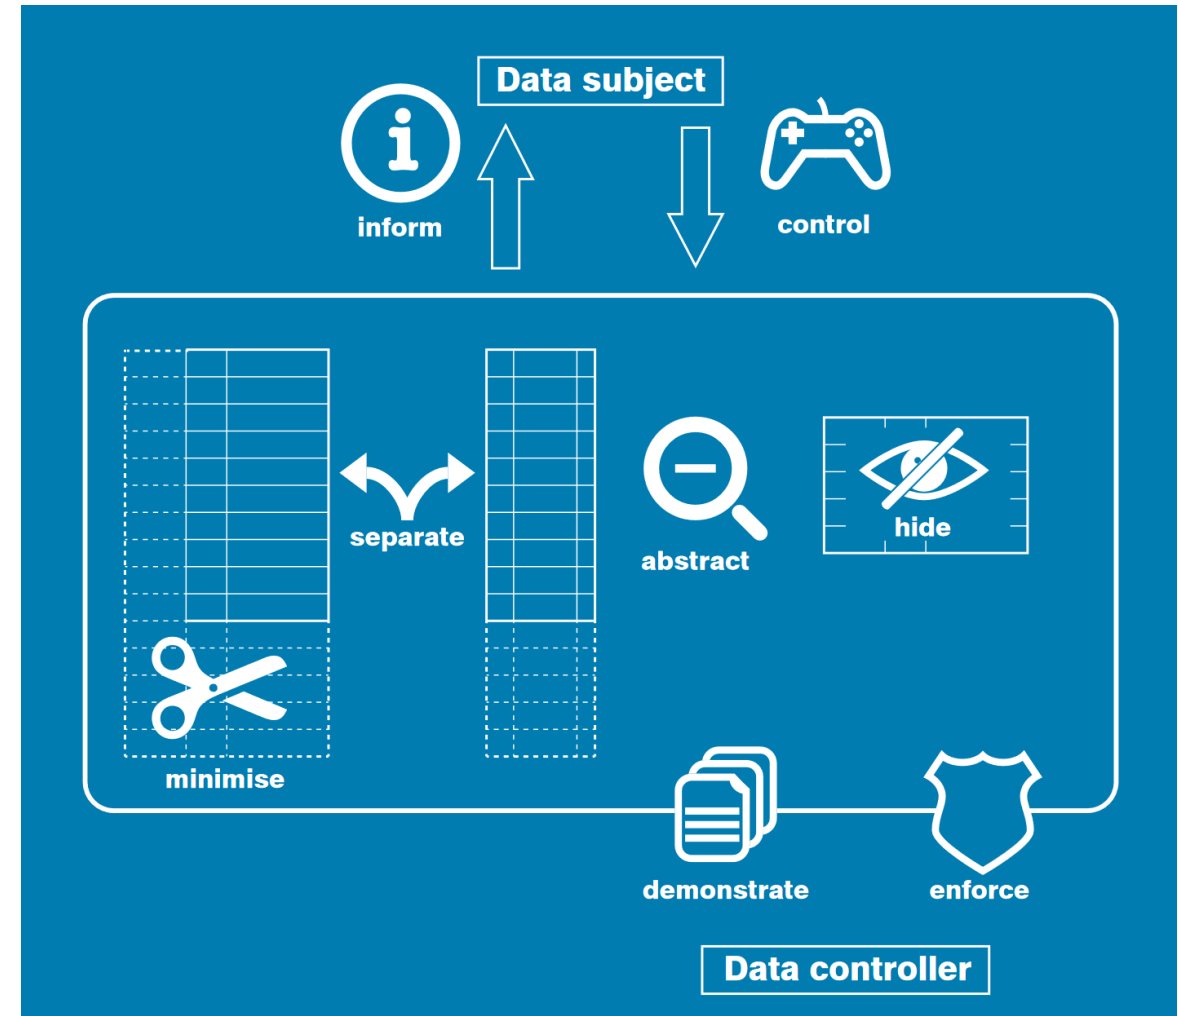 Data subject
inform
control
separate
abstract
hide
minimise
demonstrate
enforce
Data controller